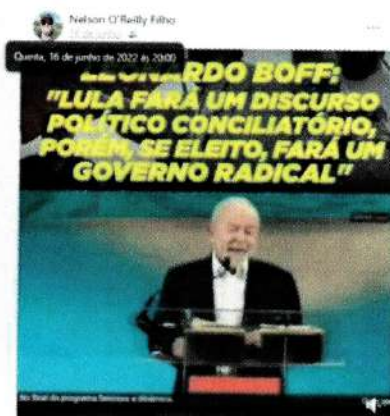 Nelson O'Reilly Filho
Quinta, 16 de junho de 2022 às 20:00
LEONARDO BOFF:
"LULA FARÁ UM DISCURSO
POLÍTICO CONCILIATÓRIO,
PORÉM, SE ELEITO, FARÁ UM
GOVERNO RADICAL"